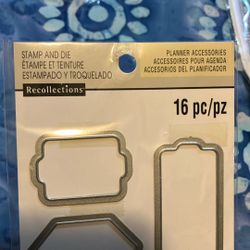 STAMP AND DIE
ÉTAMPE ET TEINTURE
ESTAMPADO Y TROQUELADO
Recollections™
PLANNER ACCESSORIES
ACCESSOIRES POUR AGENDA
ACCESORIOS DEL PLANIFICADOR
16 pc/pz